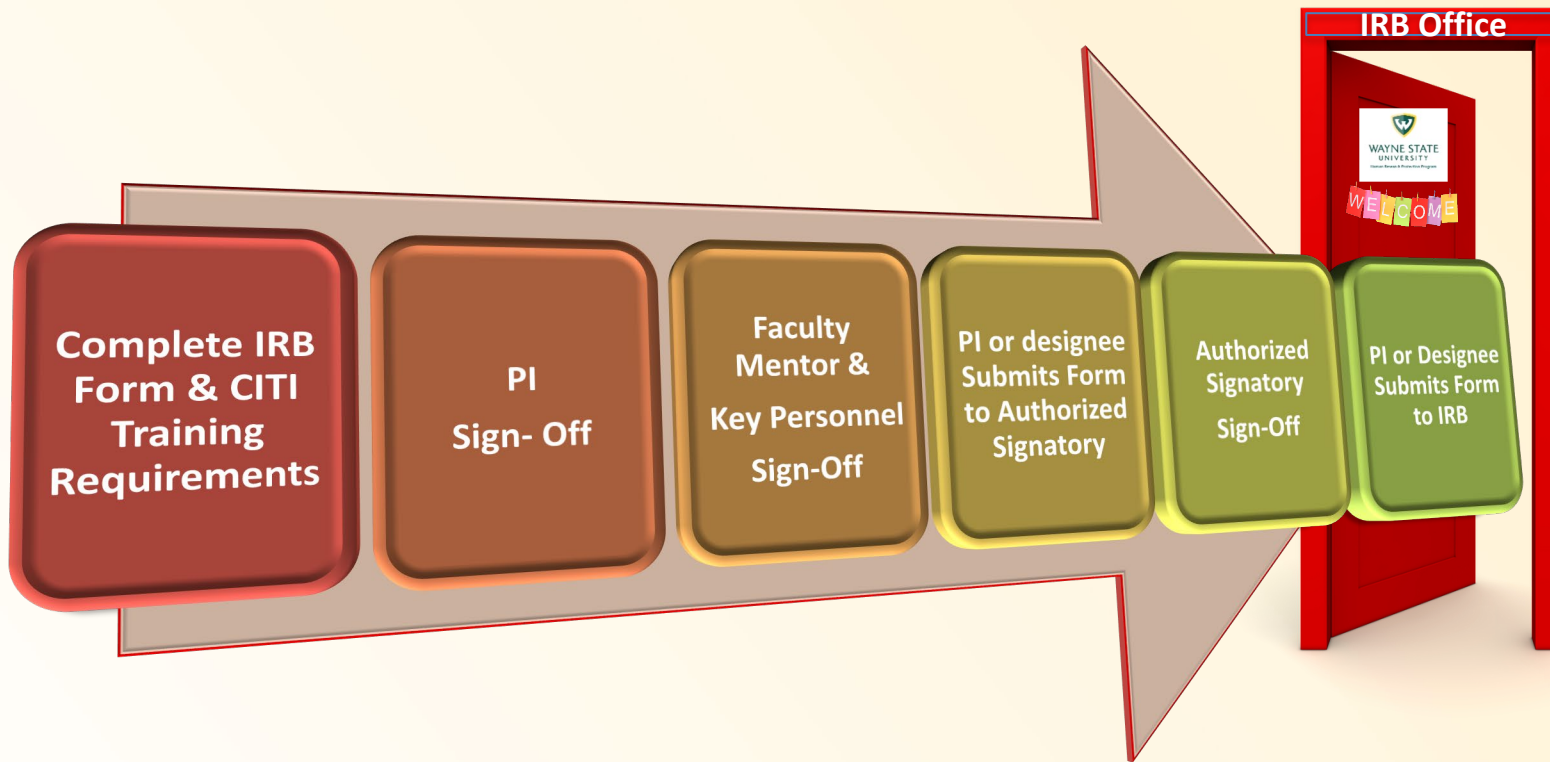 IRB Office
WAYNE STATE
UNIVERSITY
WELCOME
Complete IRB
Form & CITI
Training
Requirements
PI
Sign- Off
Faculty
Mentor &
Key Personnel
Sign-Off
PI or designee
Submits Form
to Authorized
Signatory
Authorized
Signatory
Sign-Off
PI or Designee
Submits Form
to IRB